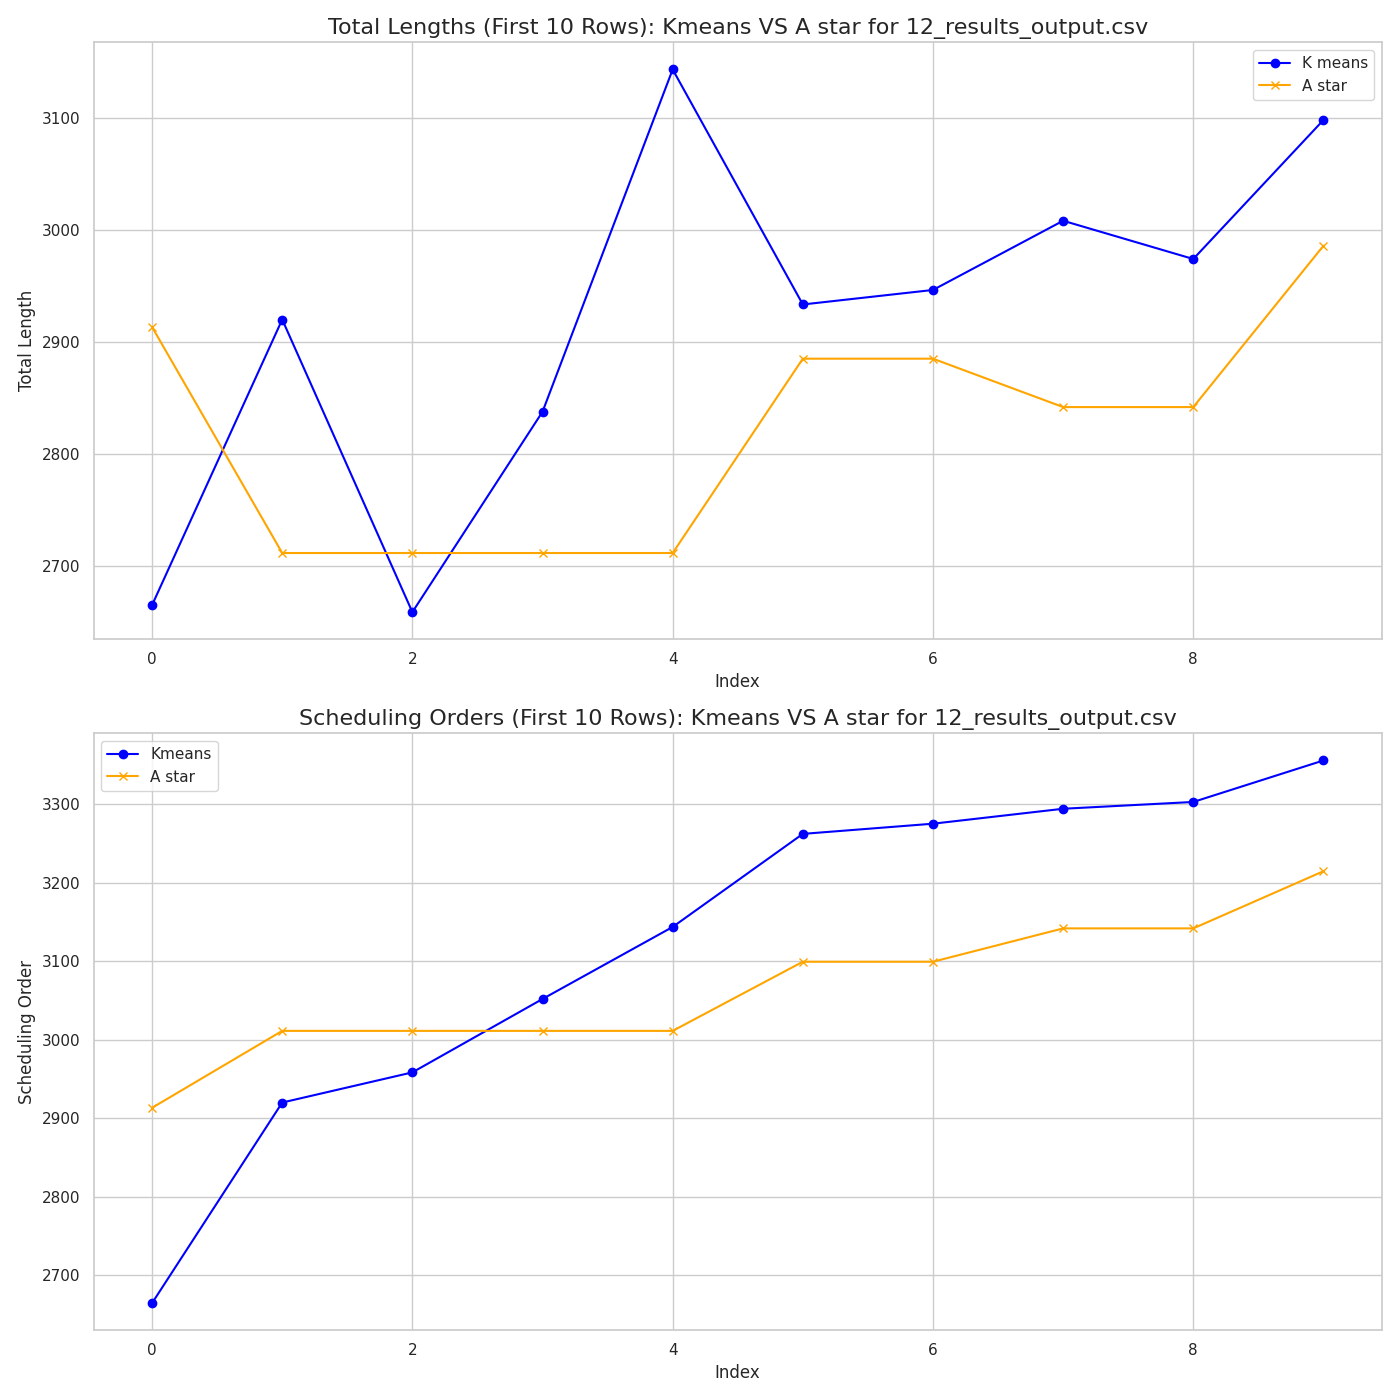 Total Lengths (First 10 Rows): Kmeans VS A star for 12_results_output.csv
K means
A star
3100
3000
2900
2800
2700
Total Length
0 2 4 6 8
Index
Scheduling Orders (First 10 Rows): Kmeans VS A star for 12_results_output.csv
Kmeans
A star
3300
3200
3100
3000
2900
2800
2700
Scheduling Order
0 2 4 6 8
Index